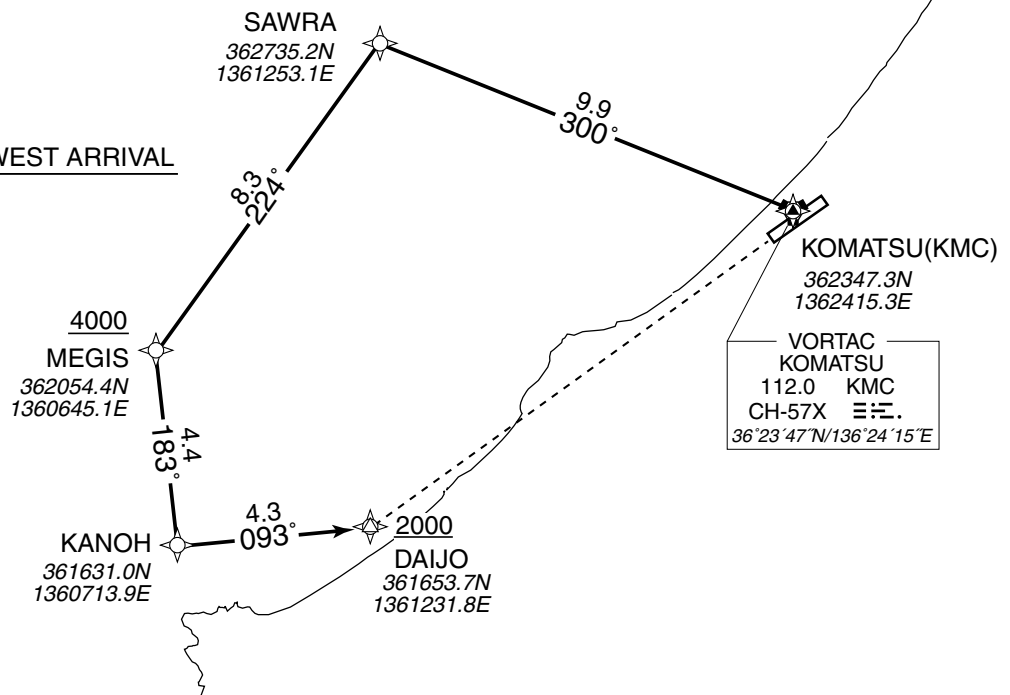 SAWRA
362735.2N
1361253.1E
9.9
300°
WEST ARRIVAL
8.3
224°
KOMATSU(KMC)
362347.3N
1362415.3E
4000
MEGIS
362054.4N
1360645.1E
VORTAC
KOMATSU
112.0 KMC
CH-57X
36°23´47˝N/136°24´15˝E
4.4
183°
4.3
093°
2000
KANOH
361631.0N
1360713.9E
DAIJO
361653.7N
1361231.8E